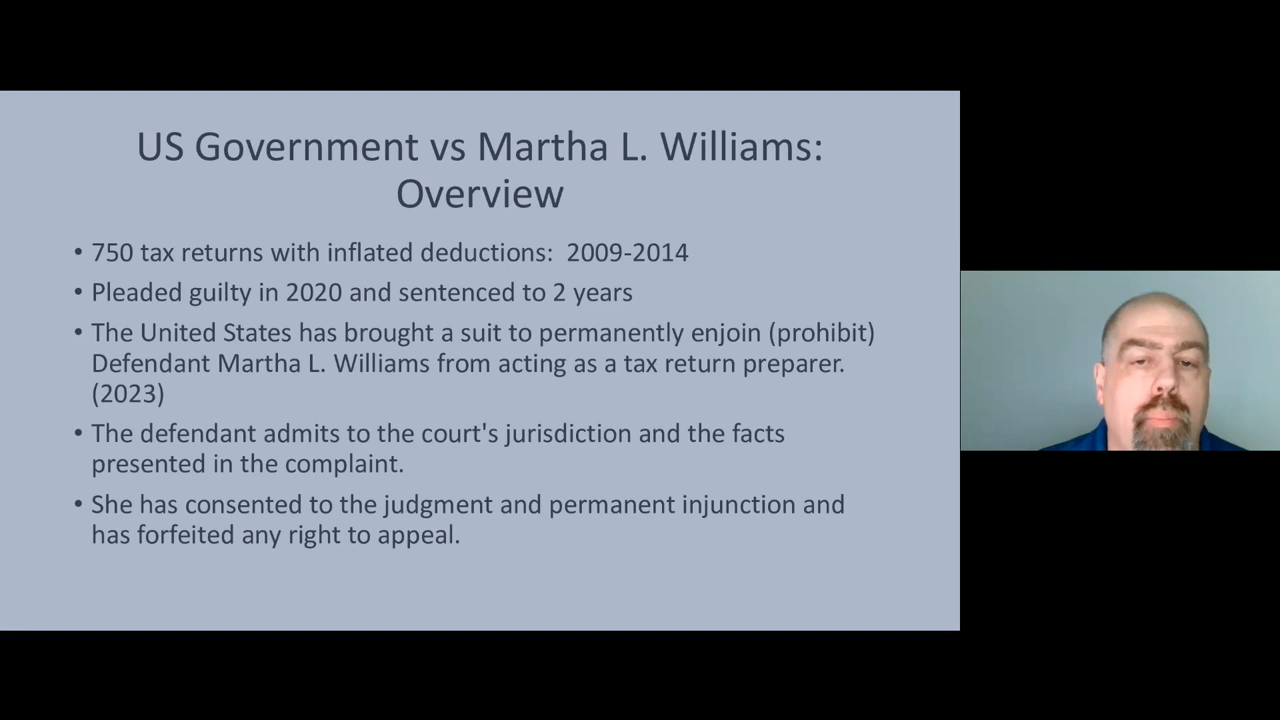 US Government vs Martha L. Williams:
Overview
• 750 tax returns with inflated deductions:  2009-2014
• Pleaded guilty in 2020 and sentenced to 2 years
• The United States has brought a suit to permanently enjoin (prohibit)
Defendant Martha L. Williams from acting as a tax return preparer.
(2023)
• The defendant admits to the court's jurisdiction and the facts
presented in the complaint.
• She has consented to the judgment and permanent injunction and
has forfeited any right to appeal.